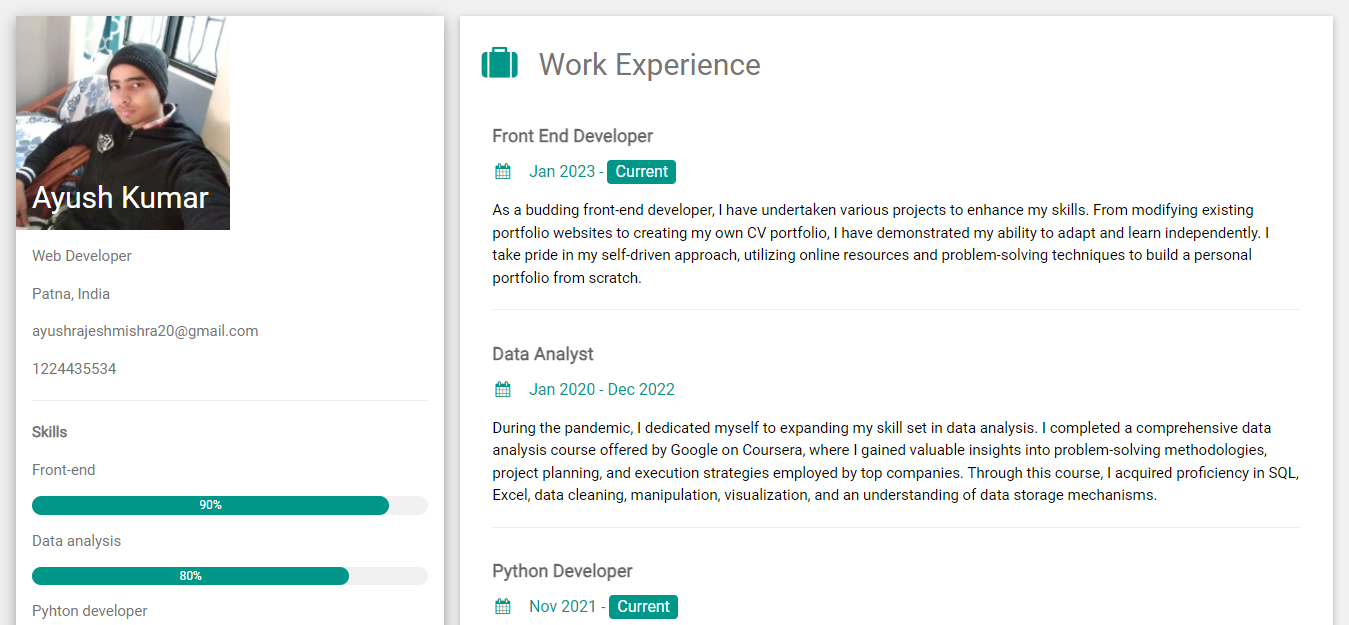 Ayush Kumar
Web Developer
Patna, India
ayushrajeshmishra20@gmail.com
1224435534
Skills
Front-end
90%
Data analysis
80%
Pyhton developer
Work Experience
Front End Developer
Jan 2023 - Current
As a budding front-end developer, I have undertaken various projects to enhance my skills. From modifying existing
portfolio websites to creating my own CV portfolio, I have demonstrated my ability to adapt and learn independently. I
take pride in my self-driven approach, utilizing online resources and problem-solving techniques to build a personal
portfolio from scratch.
Data Analyst
Jan 2020 - Dec 2022
During the pandemic, I dedicated myself to expanding my skill set in data analysis. I completed a comprehensive data
analysis course offered by Google on Coursera, where I gained valuable insights into problem-solving methodologies,
project planning, and execution strategies employed by top companies. Through this course, I acquired proficiency in SQL,
Excel, data cleaning, manipulation, visualization, and an understanding of data storage mechanisms.
Python Developer
Nov 2021 - Current